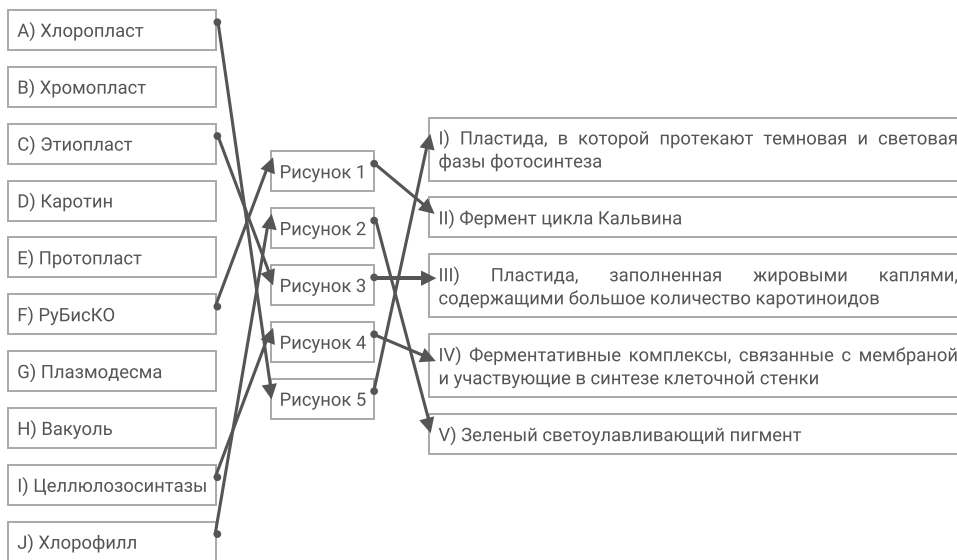 A) Хлоропласт
B) Хромопласт
C) Этиопласт
D) Каротин
E) Протопласт
F) РуБисКО
G) Плазмодесма
H) Вакуоль
I) Целлюлозосинтазы
J) Хлорофилл
Рисунок 1
Рисунок 2
Рисунок 3
Рисунок 4
Рисунок 5
I) Пластида, в которой протекают темновая и световая
фазы фотосинтеза
II) Фермент цикла Кальвина
III) Пластида, заполненная жировыми каплями,
содержащими большое количество каротиноидов
IV) Ферментативные комплексы, связанные с мембраной
и участвующие в синтезе клеточной стенки
V) Зеленый светоулавливающий пигмент